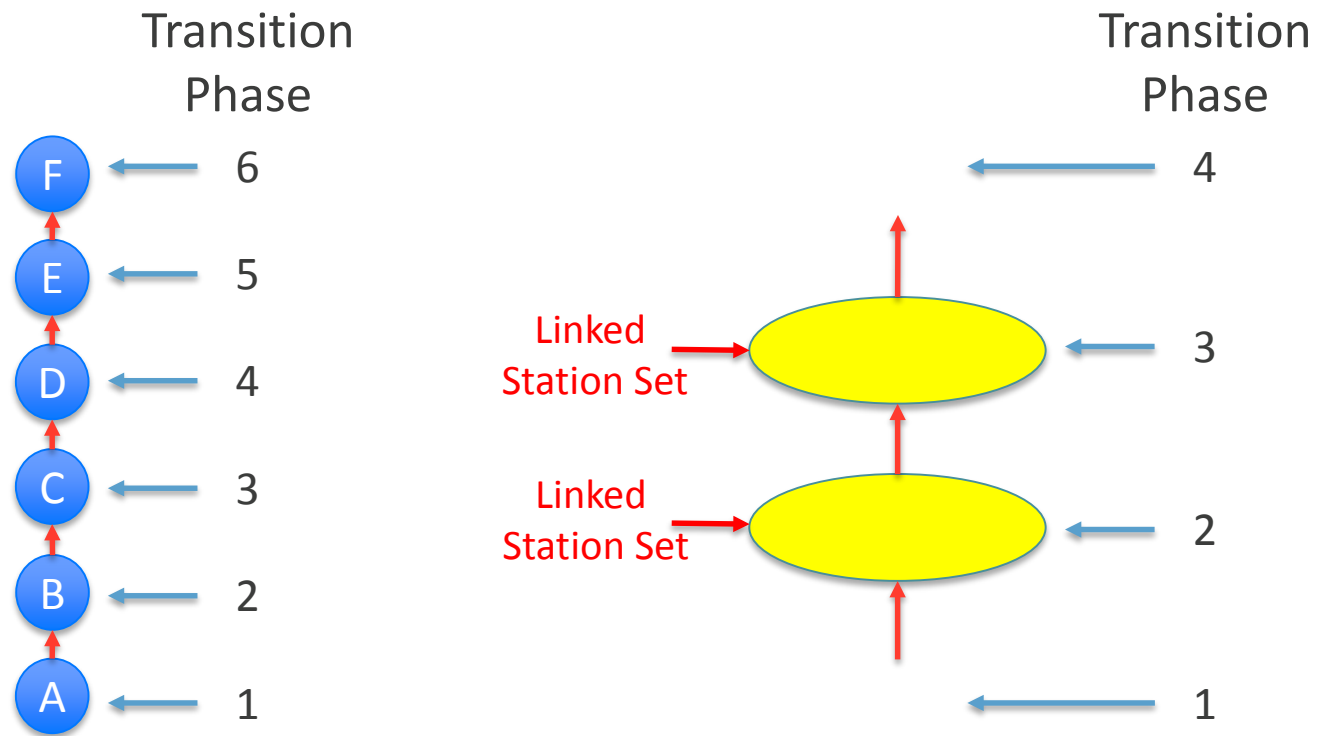 Transition
Phase
F
6
E
5
D
4
C
3
B
2
A
1
Transition
Phase
4
Linked
Station Set
3
Linked
Station Set
2
1